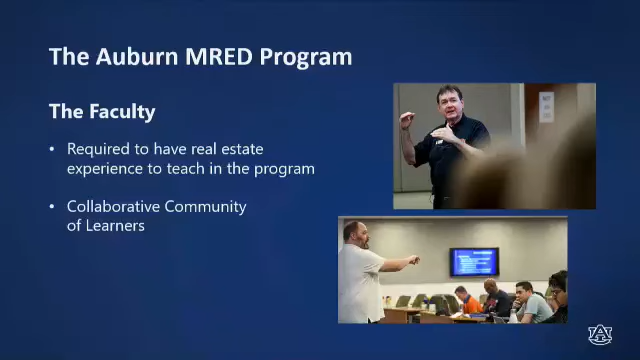 The Auburn MRED Program
The Faculty
• Required to have real estate
experience to teach in the program
• Collaborative Community
of Learners